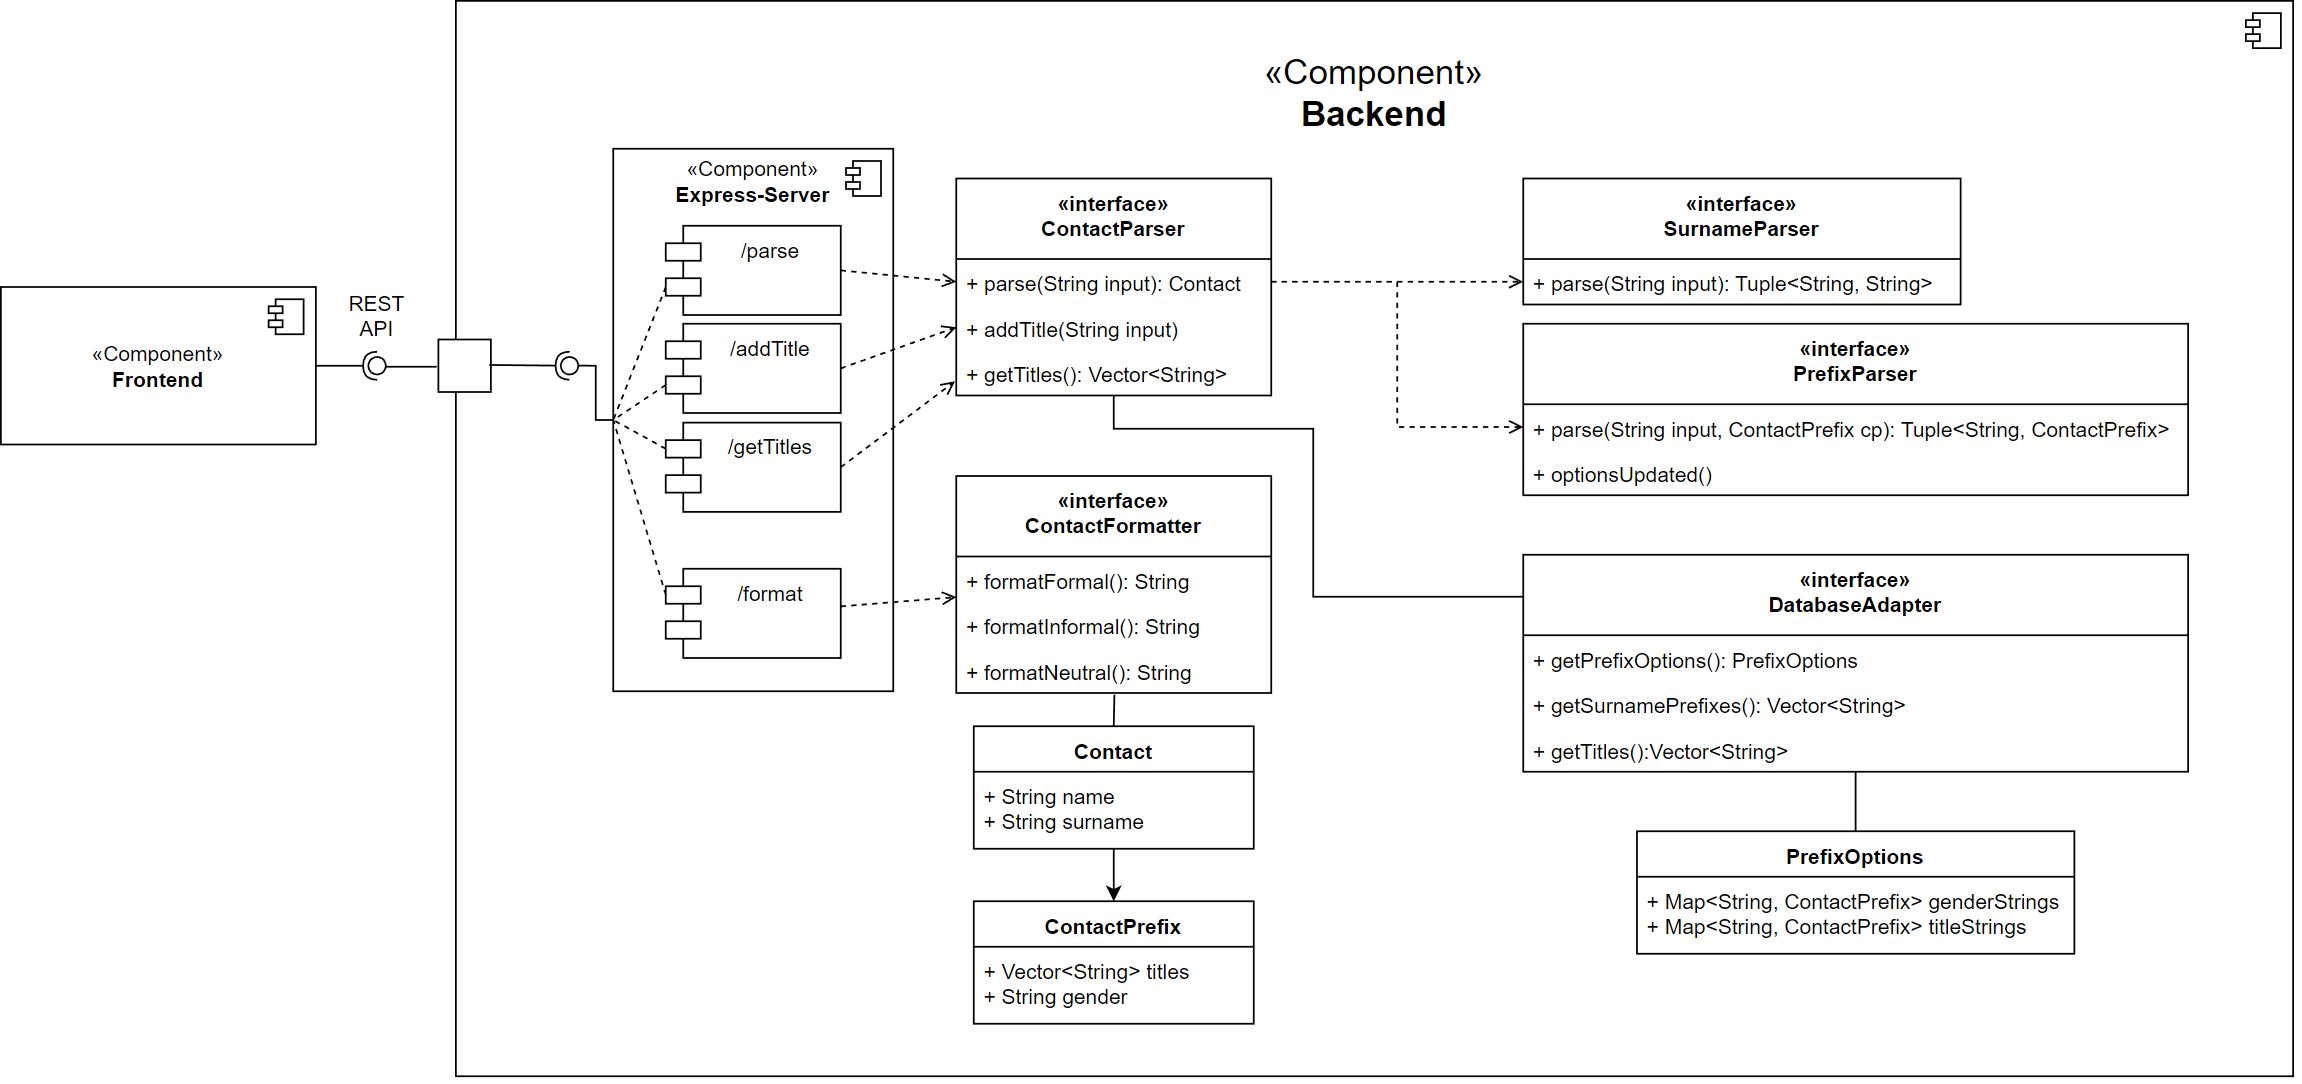 «Component»
Backend
«Component»
Frontend
REST
API
«Component»
Express-Server
/parse
/addTitle
/getTitles
/format
«interface»
ContactParser
+ parse(String input): Contact
+ addTitle(String input)
+ getTitles(): Vector<String>
«interface»
ContactFormatter
+ formatFormal(): String
+ formatInformal(): String
+ formatNeutral(): String
Contact
+ String name
+ String surname
ContactPrefix
+ Vector<String> titles
+ String gender
«interface»
SurnameParser
+ parse(String input): Tuple<String, String>
«interface»
PrefixParser
+ parse(String input, ContactPrefix cp): Tuple<String, ContactPrefix>
+ optionsUpdated()
«interface»
DatabaseAdapter
+ getPrefixOptions(): PrefixOptions
+ getSurnamePrefixes(): Vector<String>
+ getTitles():Vector<String>
PrefixOptions
+ Map<String, ContactPrefix> genderStrings
+ Map<String, ContactPrefix> titleStrings